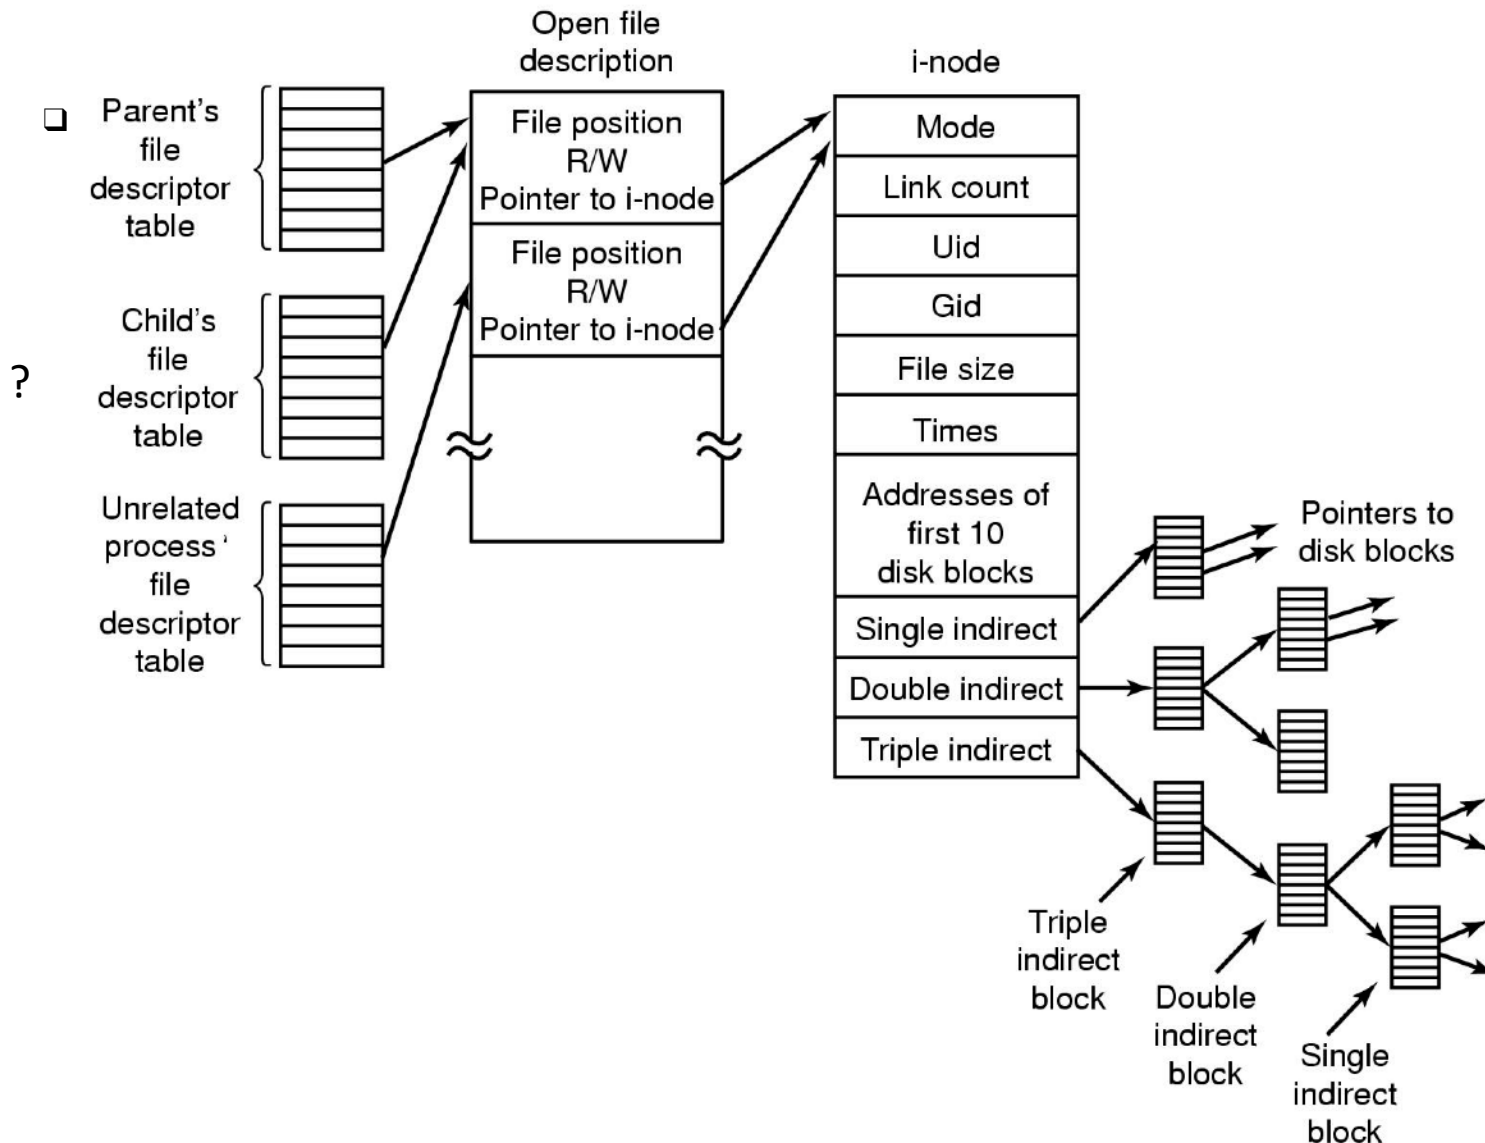 Open file
description
i-node
❑
Parent's
file
descriptor
table
File position
R/W
Pointer to i-node
File position
R/W
Pointer to i-node
?
Child's
file
descriptor
table
Unrelated
process'
file
descriptor
table
Mode
Link count
Uid
Gid
File size
Times
Addresses of
first 10
disk blocks
Single indirect
Double indirect
Triple indirect
Pointers to
disk blocks
Triple
indirect
block
Double
indirect
block
Single
indirect
block